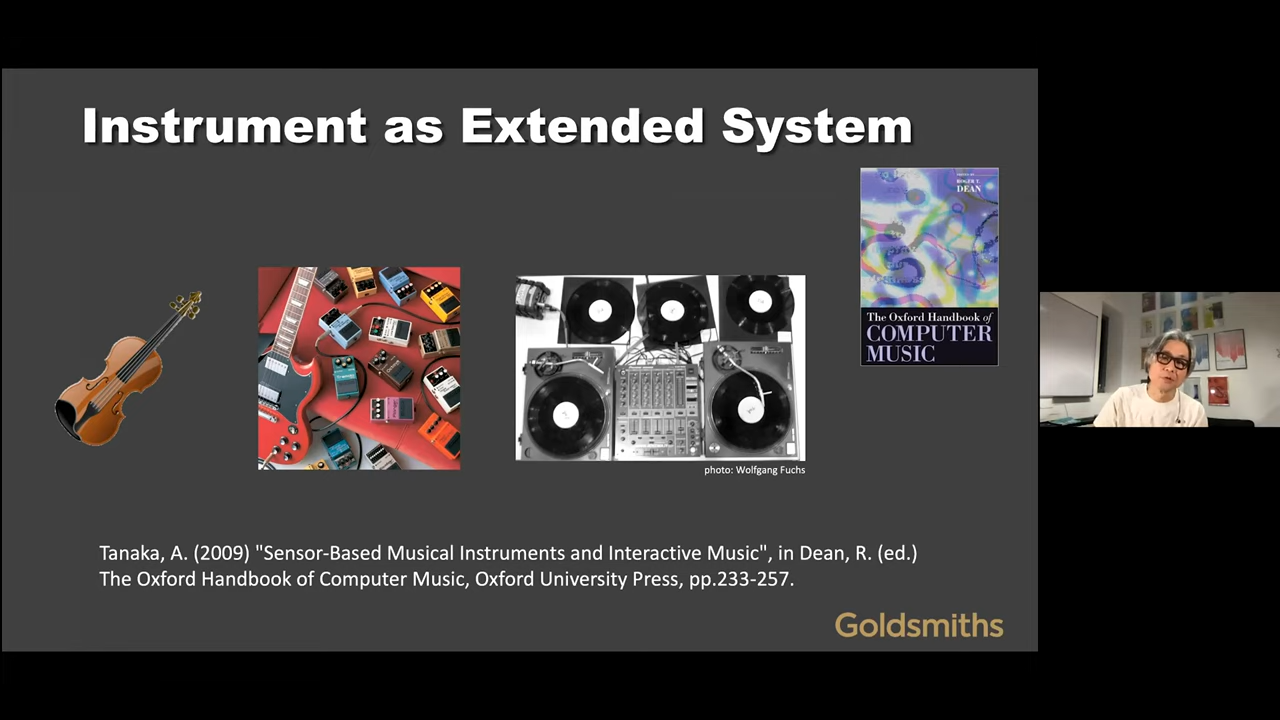 Instrument as Extended System
ROGER T.
DEAN
The Oxford Handbook of
COMPUTER
MUSIC
photo: Wolfgang Fuchs
Tanaka, A. (2009) "Sensor-Based Musical Instruments and Interactive Music", in Dean, R. (ed.)
The Oxford Handbook of Computer Music, Oxford University Press, pp.233-257.
Goldsmiths